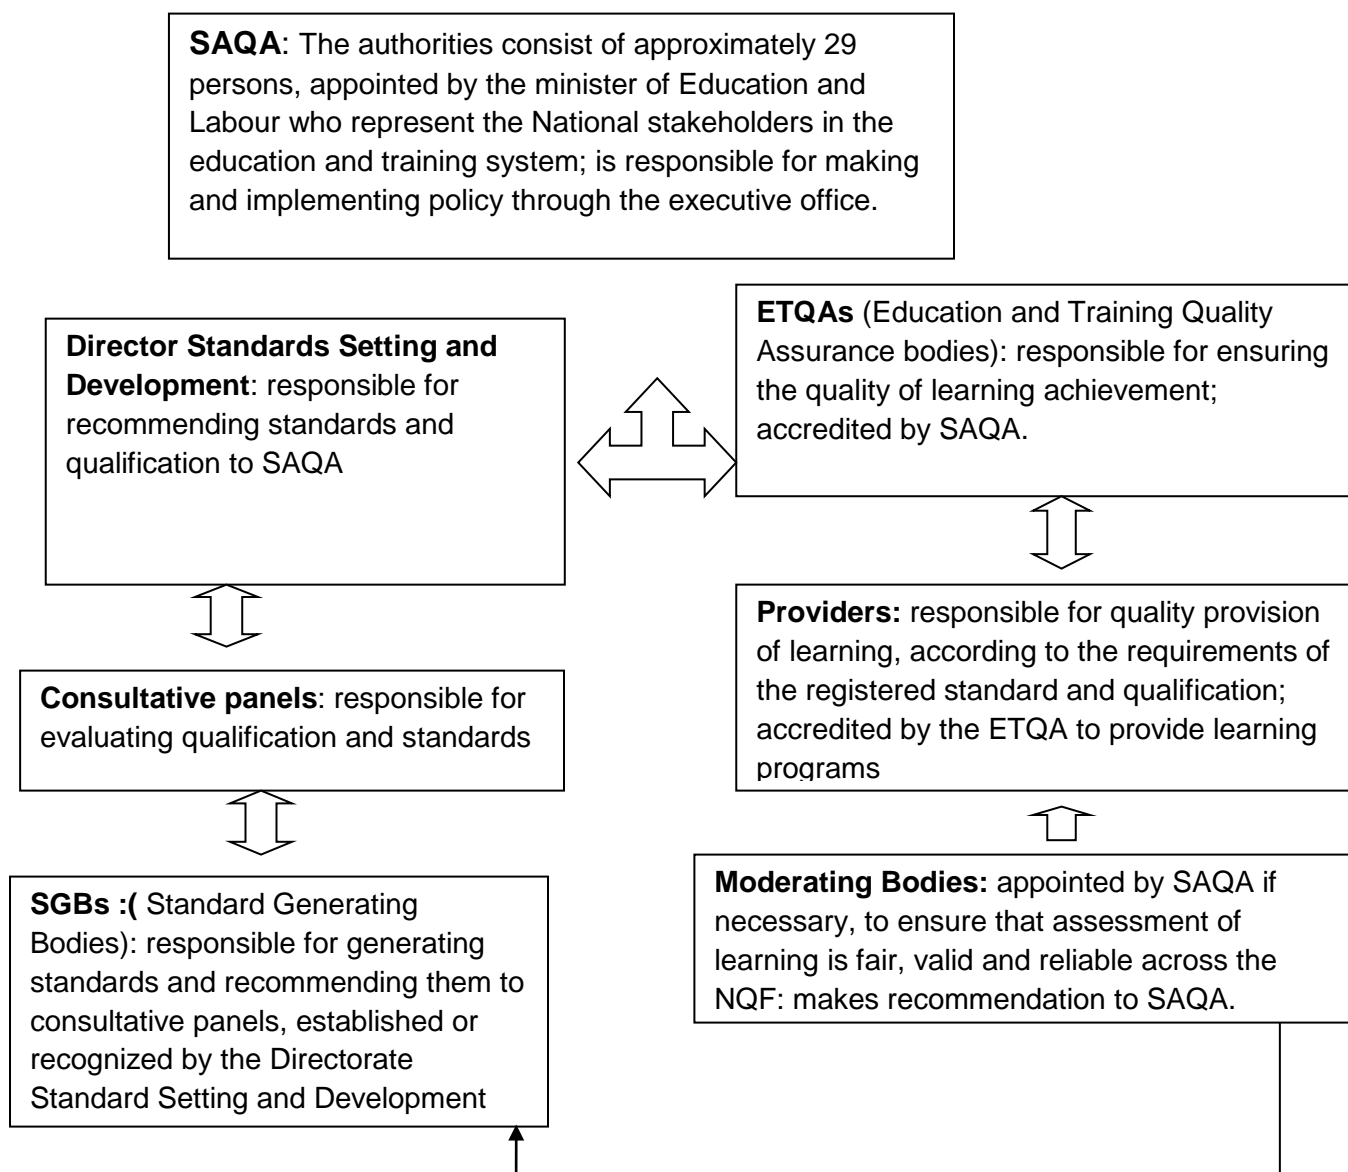 SAQA: The authorities consist of approximately 29
persons, appointed by the minister of Education and
Labour who represent the National stakeholders in the
education and training system; is responsible for making
and implementing policy through the executive office.
Director Standards Setting and
Development: responsible for
recommending standards and
qualification to SAQA
ETQAs (Education and Training Quality
Assurance bodies): responsible for ensuring
the quality of learning achievement;
accredited by SAQA.
Consultative panels: responsible for
evaluating qualification and standards
Providers: responsible for quality provision
of learning, according to the requirements of
the registered standard and qualification;
accredited by the ETQA to provide learning
programs
SGBs :( Standard Generating
Bodies): responsible for generating
standards and recommending them to
consultative panels, established or
recognized by the Directorate
Standard Setting and Development
Moderating Bodies: appointed by SAQA if
necessary, to ensure that assessment of
learning is fair, valid and reliable across the
NQF: makes recommendation to SAQA.